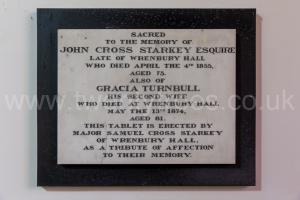 SACRED
TO THE MEMORY OF
JOHN CROSS STARKEY ESQUIRE
LATE OF WRENBURY HALL
WHO DIED APRIL THE 4TH 1855,
AGED 75.
ALSO OF
GRACIA TURNBULL
HIS SECOND WIFE
WHO DIED AT WRENBURY HALL
MAY THE 13TH 1874,
AGED 81.
THIS TABLET IS ERECTED BY
MAJOR SAMUEL CROSS STARKEY
OF WRENBURY HALL,
AS A TRIBUTE OF AFFECTION
TO THEIR MEMORY.